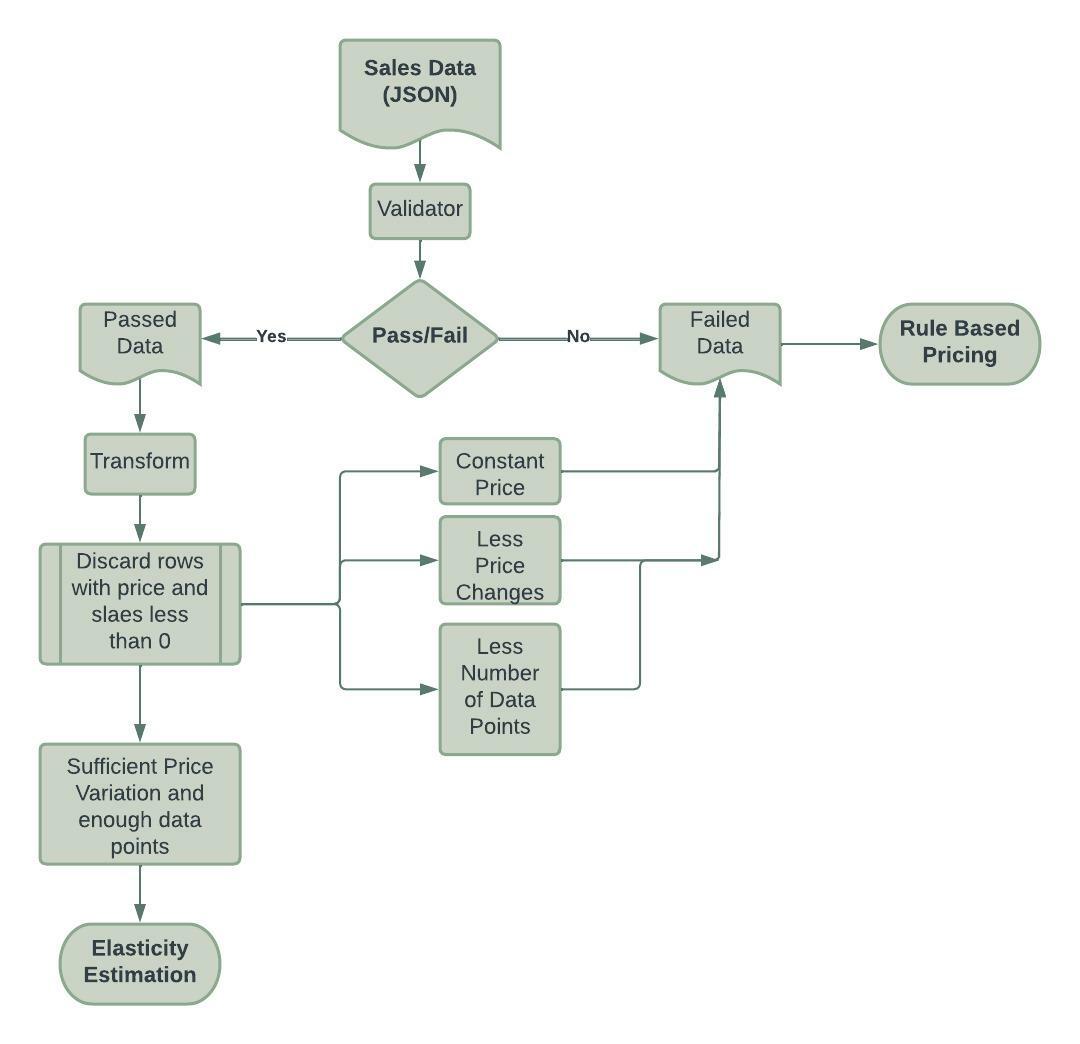 Sales Data
(JSON)
Validator
Passed
Data
Yes
Pass/Fail
No
Failed
Data
Rule Based
Pricing
Transform
Constant
Price
Discard rows
with price and
slaes less
than 0
Less
Price
Changes
Less
Number
of Data
Points
Sufficient Price
Variation and
enough data
points
Elasticity
Estimation